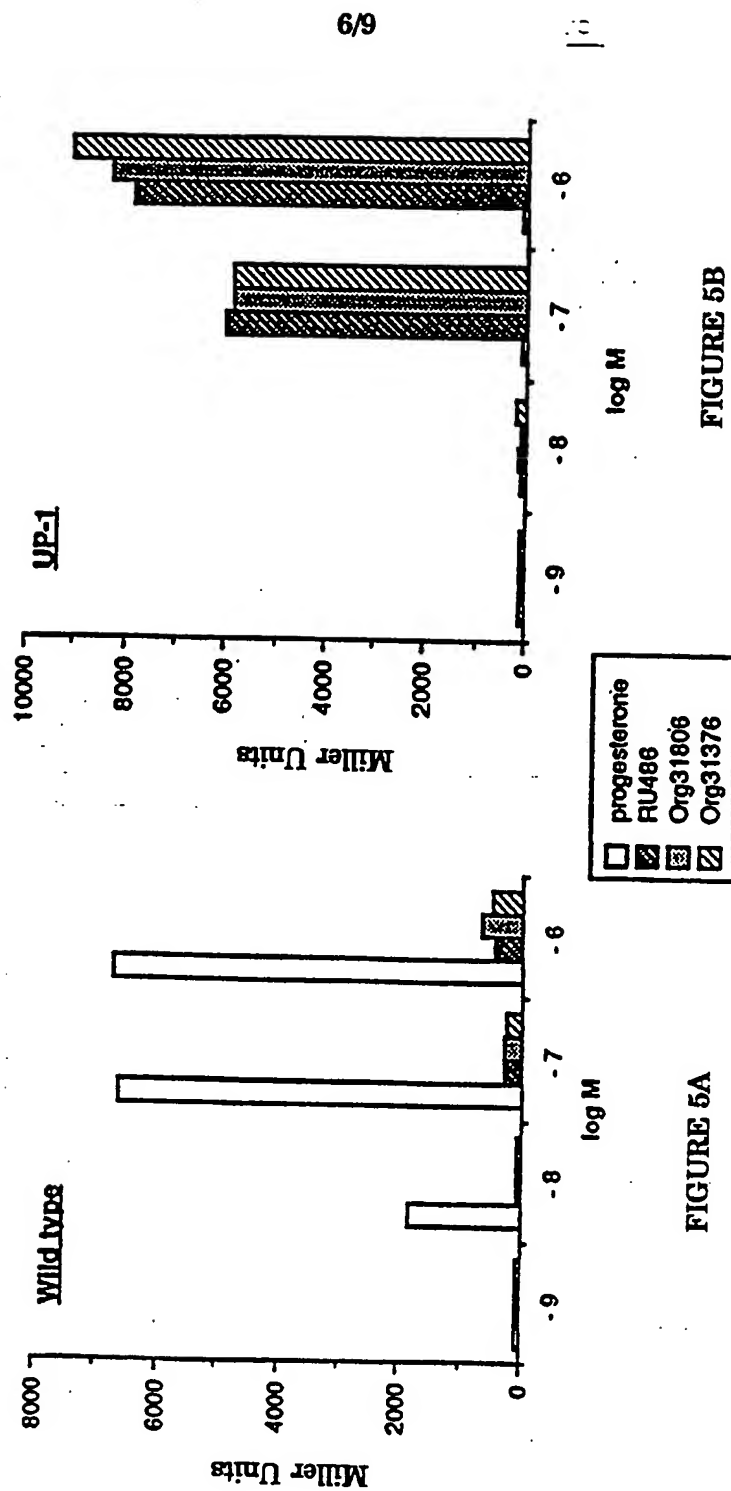 6/9
Wild type
Miller Units
8000
6000
4000
2000
0
-9
-8
-7
-6
log M
FIGURE 5A
progesterone
RU486
Org31806
Org31376
UP-1
Miller Units
10000
8000
6000
4000
2000
0
-9
-8
-7
-6
log M
FIGURE 5B